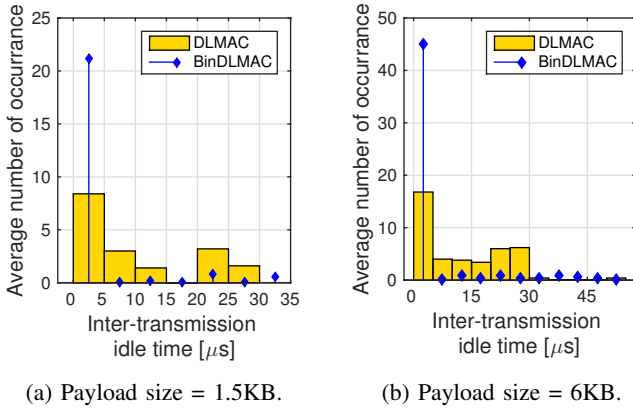 25
20
15
10
5
0
Average number of occurrance
DLMAC
BinDLMAC
0 5 10 15 20 25 30 35
Inter-transmission
idle time [μs]
(a) Payload size = 1.5KB.
50
40
30
20
10
0
Average number of occurrance
DLMAC
BinDLMAC
0 15 30 45
Inter-transmission
idle time [μs]
(b) Payload size = 6KB.